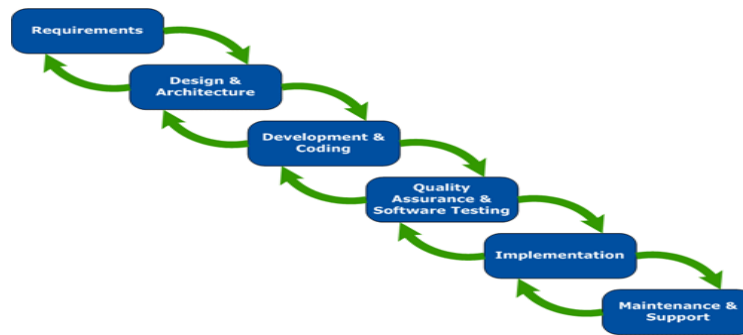 Requirements
Design &
Architecture
Development &
Coding
Quality
Assurance &
Software Testing
Implementation
Maintenance &
Support